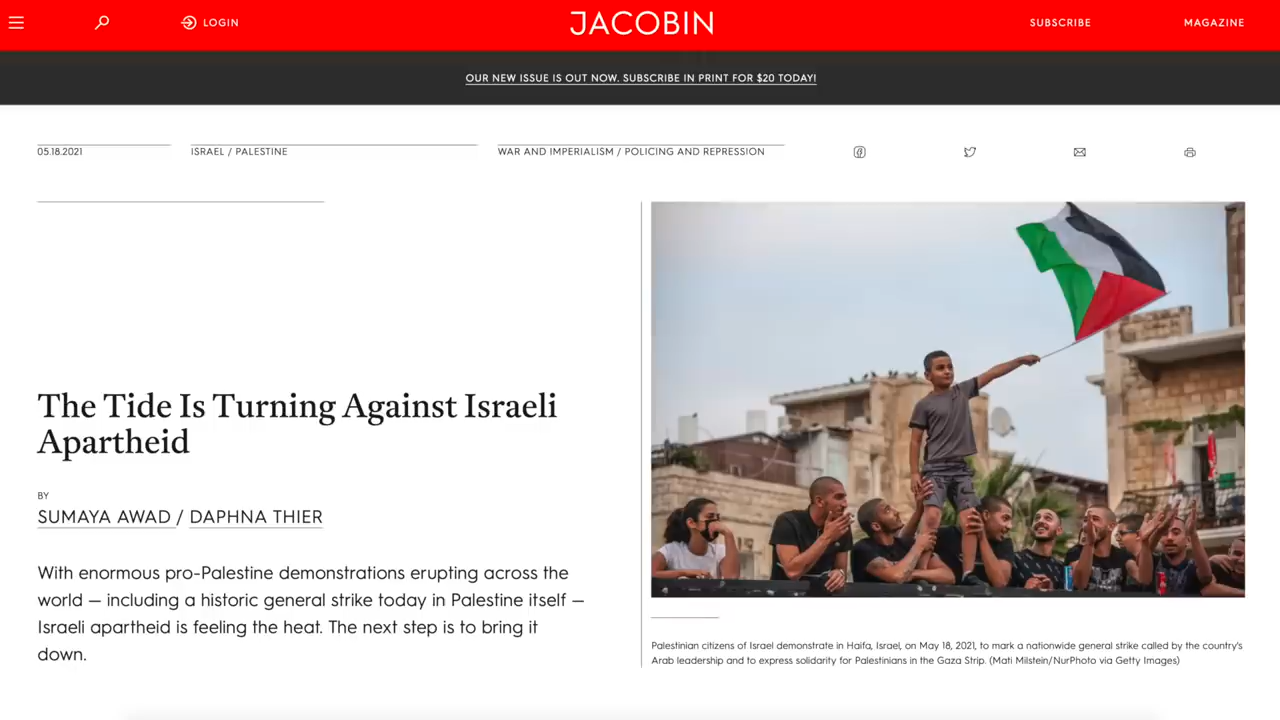 LOGIN
JACOBIN
SUBSCRIBE
MAGAZINE
OUR NEW ISSUE IS OUT NOW. SUBSCRIBE IN PRINT FOR $20 TODAY!
05.18.2021
ISRAEL / PALESTINE
WAR AND IMPERIALISM / POLICING AND REPRESSION
The Tide Is Turning Against Israeli
Apartheid
BY
SUMAYA AWAD / DAPHNA THIER
With enormous pro-Palestine demonstrations erupting across the
world — including a historic general strike today in Palestine itself —
Israeli apartheid is feeling the heat. The next step is to bring it
down.
Palestinian citizens of Israel demonstrate in Haifa, Israel, on May 18, 2021, to mark a nationwide general strike called by the country's
Arab leadership and to express solidarity for Palestinians in the Gaza Strip. (Mati Milstein/NurPhoto via Getty Images)